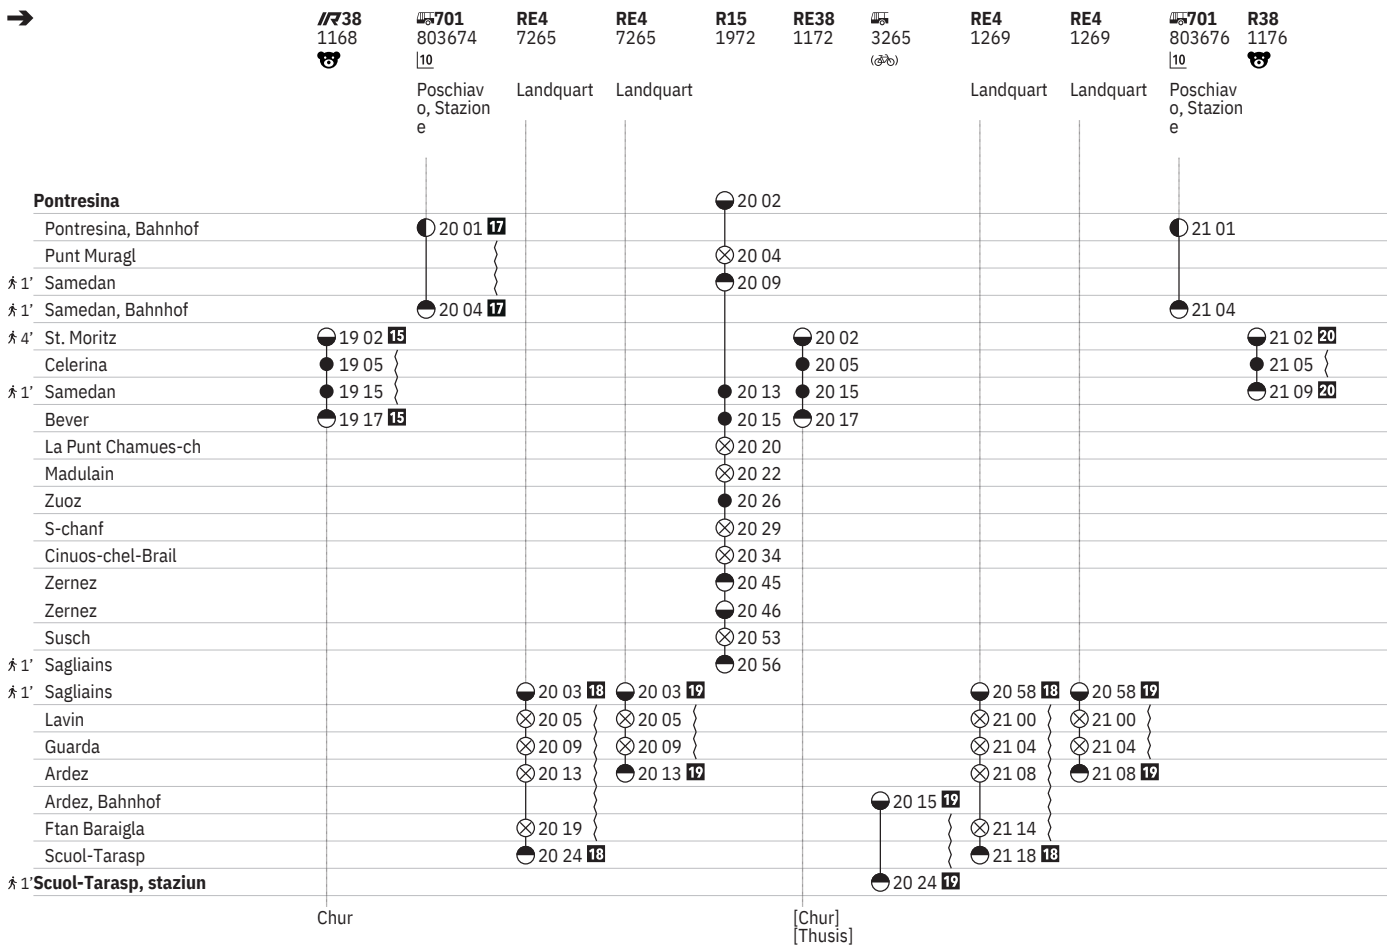 IR38 701 RE4 RE4 R15 RE38 RE4 RE4 701 R38
1168 803674 7265 7265 1972 1172 3265 1269 1269 803676 1176
10 10
Poschiav Landquart Landquart Landquart Landquart Poschiav
o, Stazion o, Stazion
e e
Pontresina 20 02
Pontresina, Bahnhof 20 01 17 21 01
Punt Muragl 20 04
1' Samedan 20 09
1' Samedan, Bahnhof 20 04 17 21 04
4' St. Moritz 19 02 15 20 02 21 02 20
Celerina 19 05 20 05 21 05
1' Samedan 19 15 20 13 20 15 21 09 20
Bever 19 17 15 20 15 20 17
La Punt Chamues-ch 20 20
Madulain 20 22
Zuoz 20 26
S-chanf 20 29
Cinuos-chel-Brail 20 34
Zernez 20 45
Zernez 20 46
Susch 20 53
1' Sagliains 20 56
1' Sagliains 20 03 18 20 03 19 20 58 18 20 58 19
Lavin 20 05 20 05 21 00 21 00
Guarda 20 09 20 09 21 04 21 04
Ardez 20 13 20 13 19 21 08 21 08 19
Ardez, Bahnhof 20 15 19
Ftan Baraigla 20 19 21 14
Scuol-Tarasp 20 24 18 21 18 18
1' Scuol-Tarasp, staziun 20 24 19
Chur [Chur]
[Thusis]